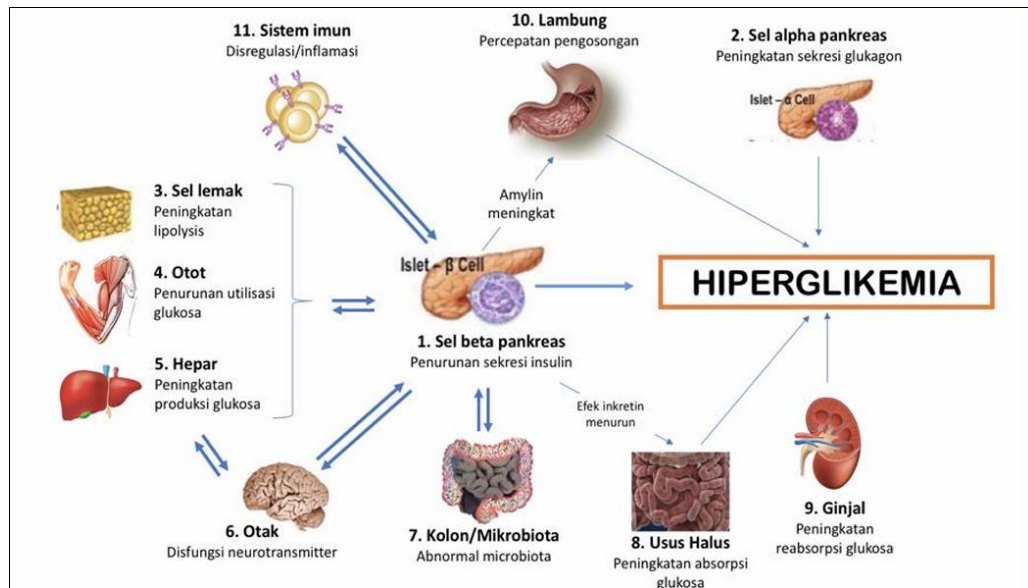 11. Sistem imun
Disregulasi/inflamasi
10. Lambung
Percepatan pengosongan
2. Sel alpha pankreas
Peningkatan sekresi glukagon
Islet – α Cell
3. Sel lemak
Peningkatan
lipolysis
4. Otot
Penurunan utilisasi
glukosa
5. Hepar
Peningkatan
produksi glukosa
Amylin
meningkat
Islet – β Cell
1. Sel beta pankreas
Penurunan sekresi insulin
HIPERGLIKEMIA
Efek inkretin
menurun
6. Otak
Disfungsi neurotransmitter
7. Kolon/Mikrobiota
Abnormal microbiota
8. Usus Halus
Peningkatan absorpsi
glukosa
9. Ginjal
Peningkatan
reabsorpsi glukosa